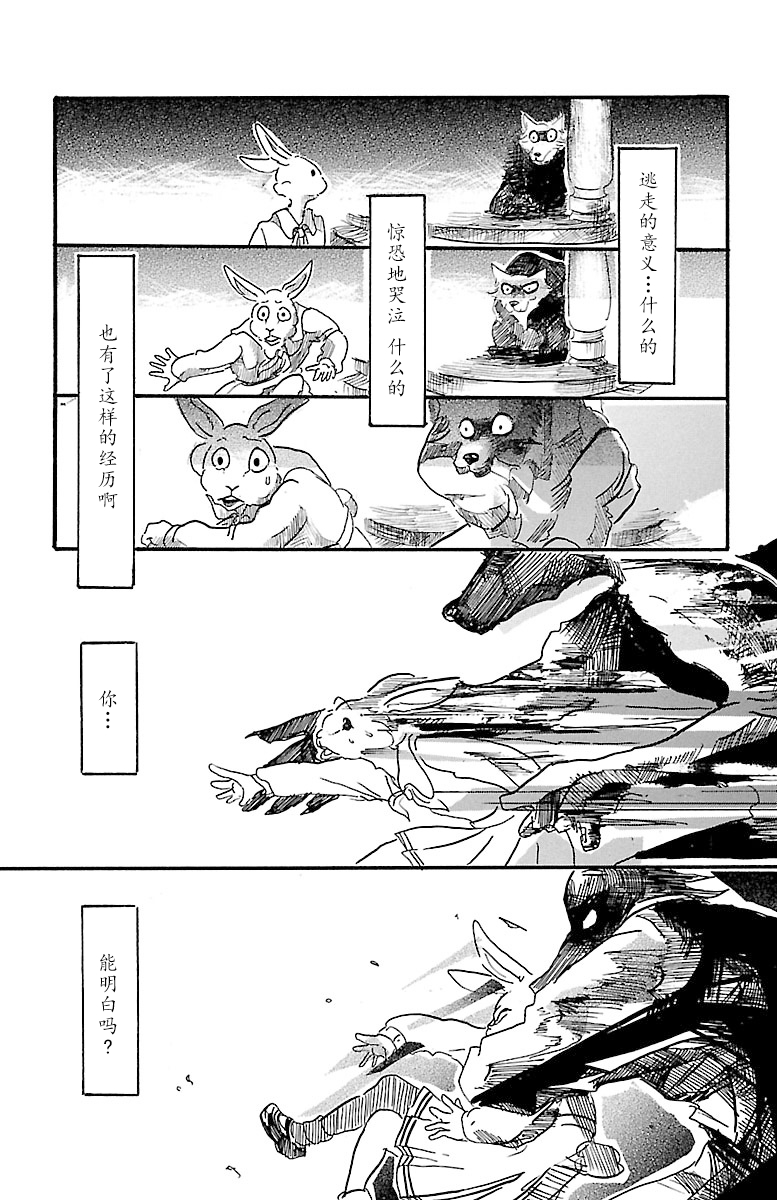 逃走的意义…什么的
惊恐地哭泣 什么的
也有了这样的经历啊
你…
能明白吗？